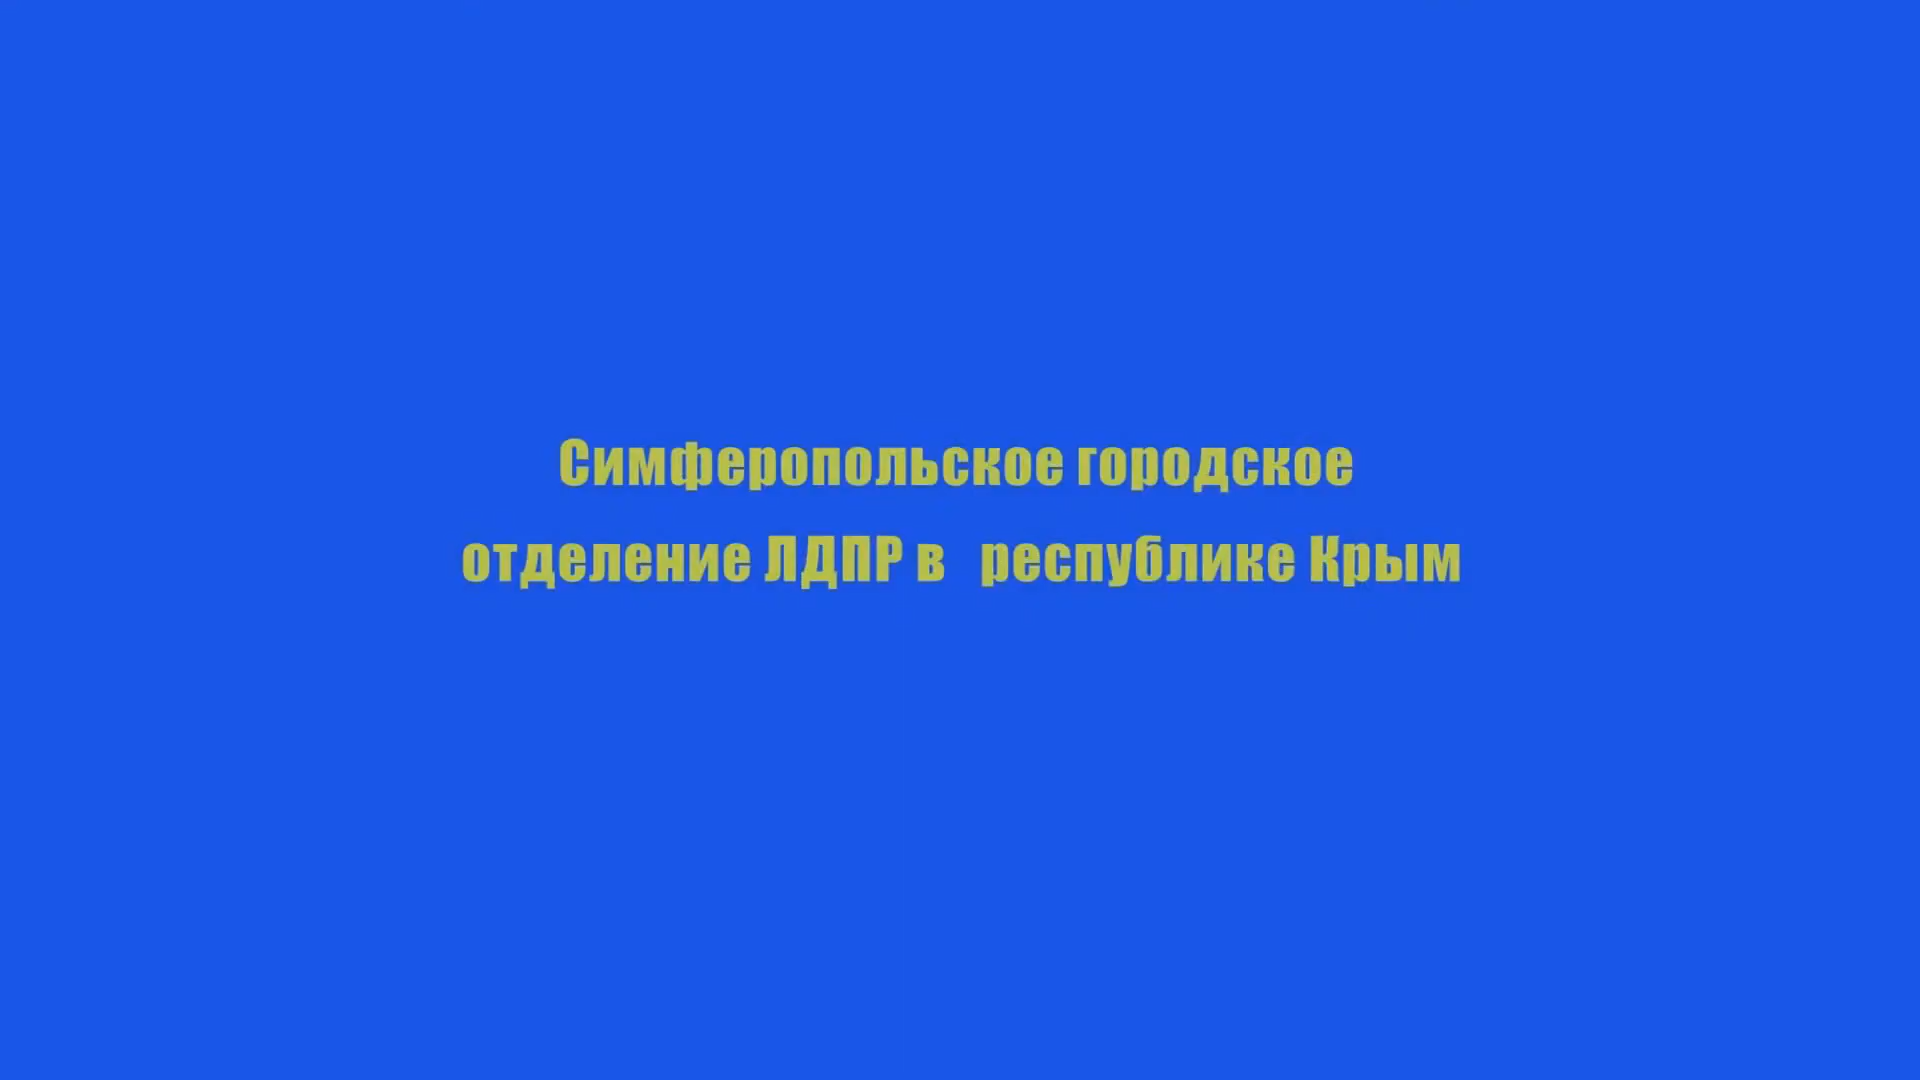 Симферопольское городское
отделение ЛДПР в республике Крым